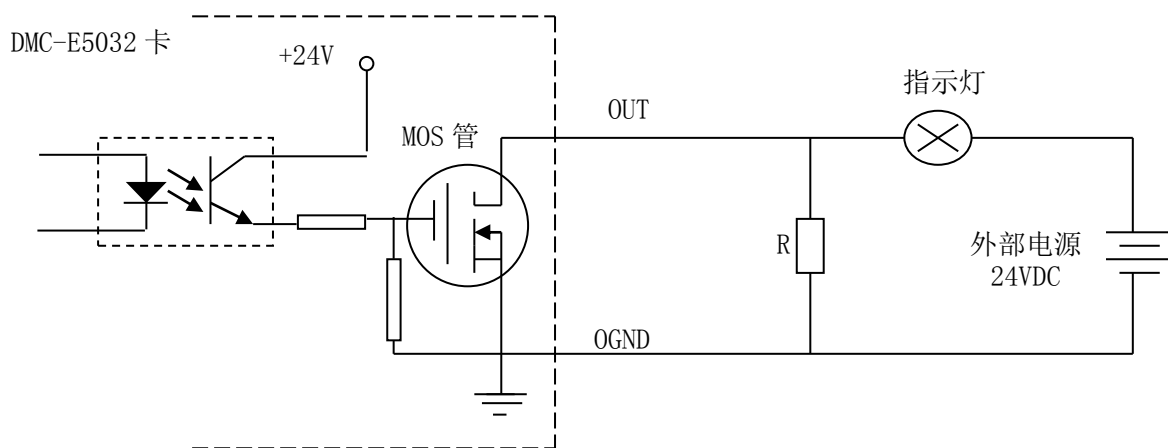 DMC-E5032 卡
+24V
MOS 管
OUT
指示灯
R
外部电源
24VDC
OGND